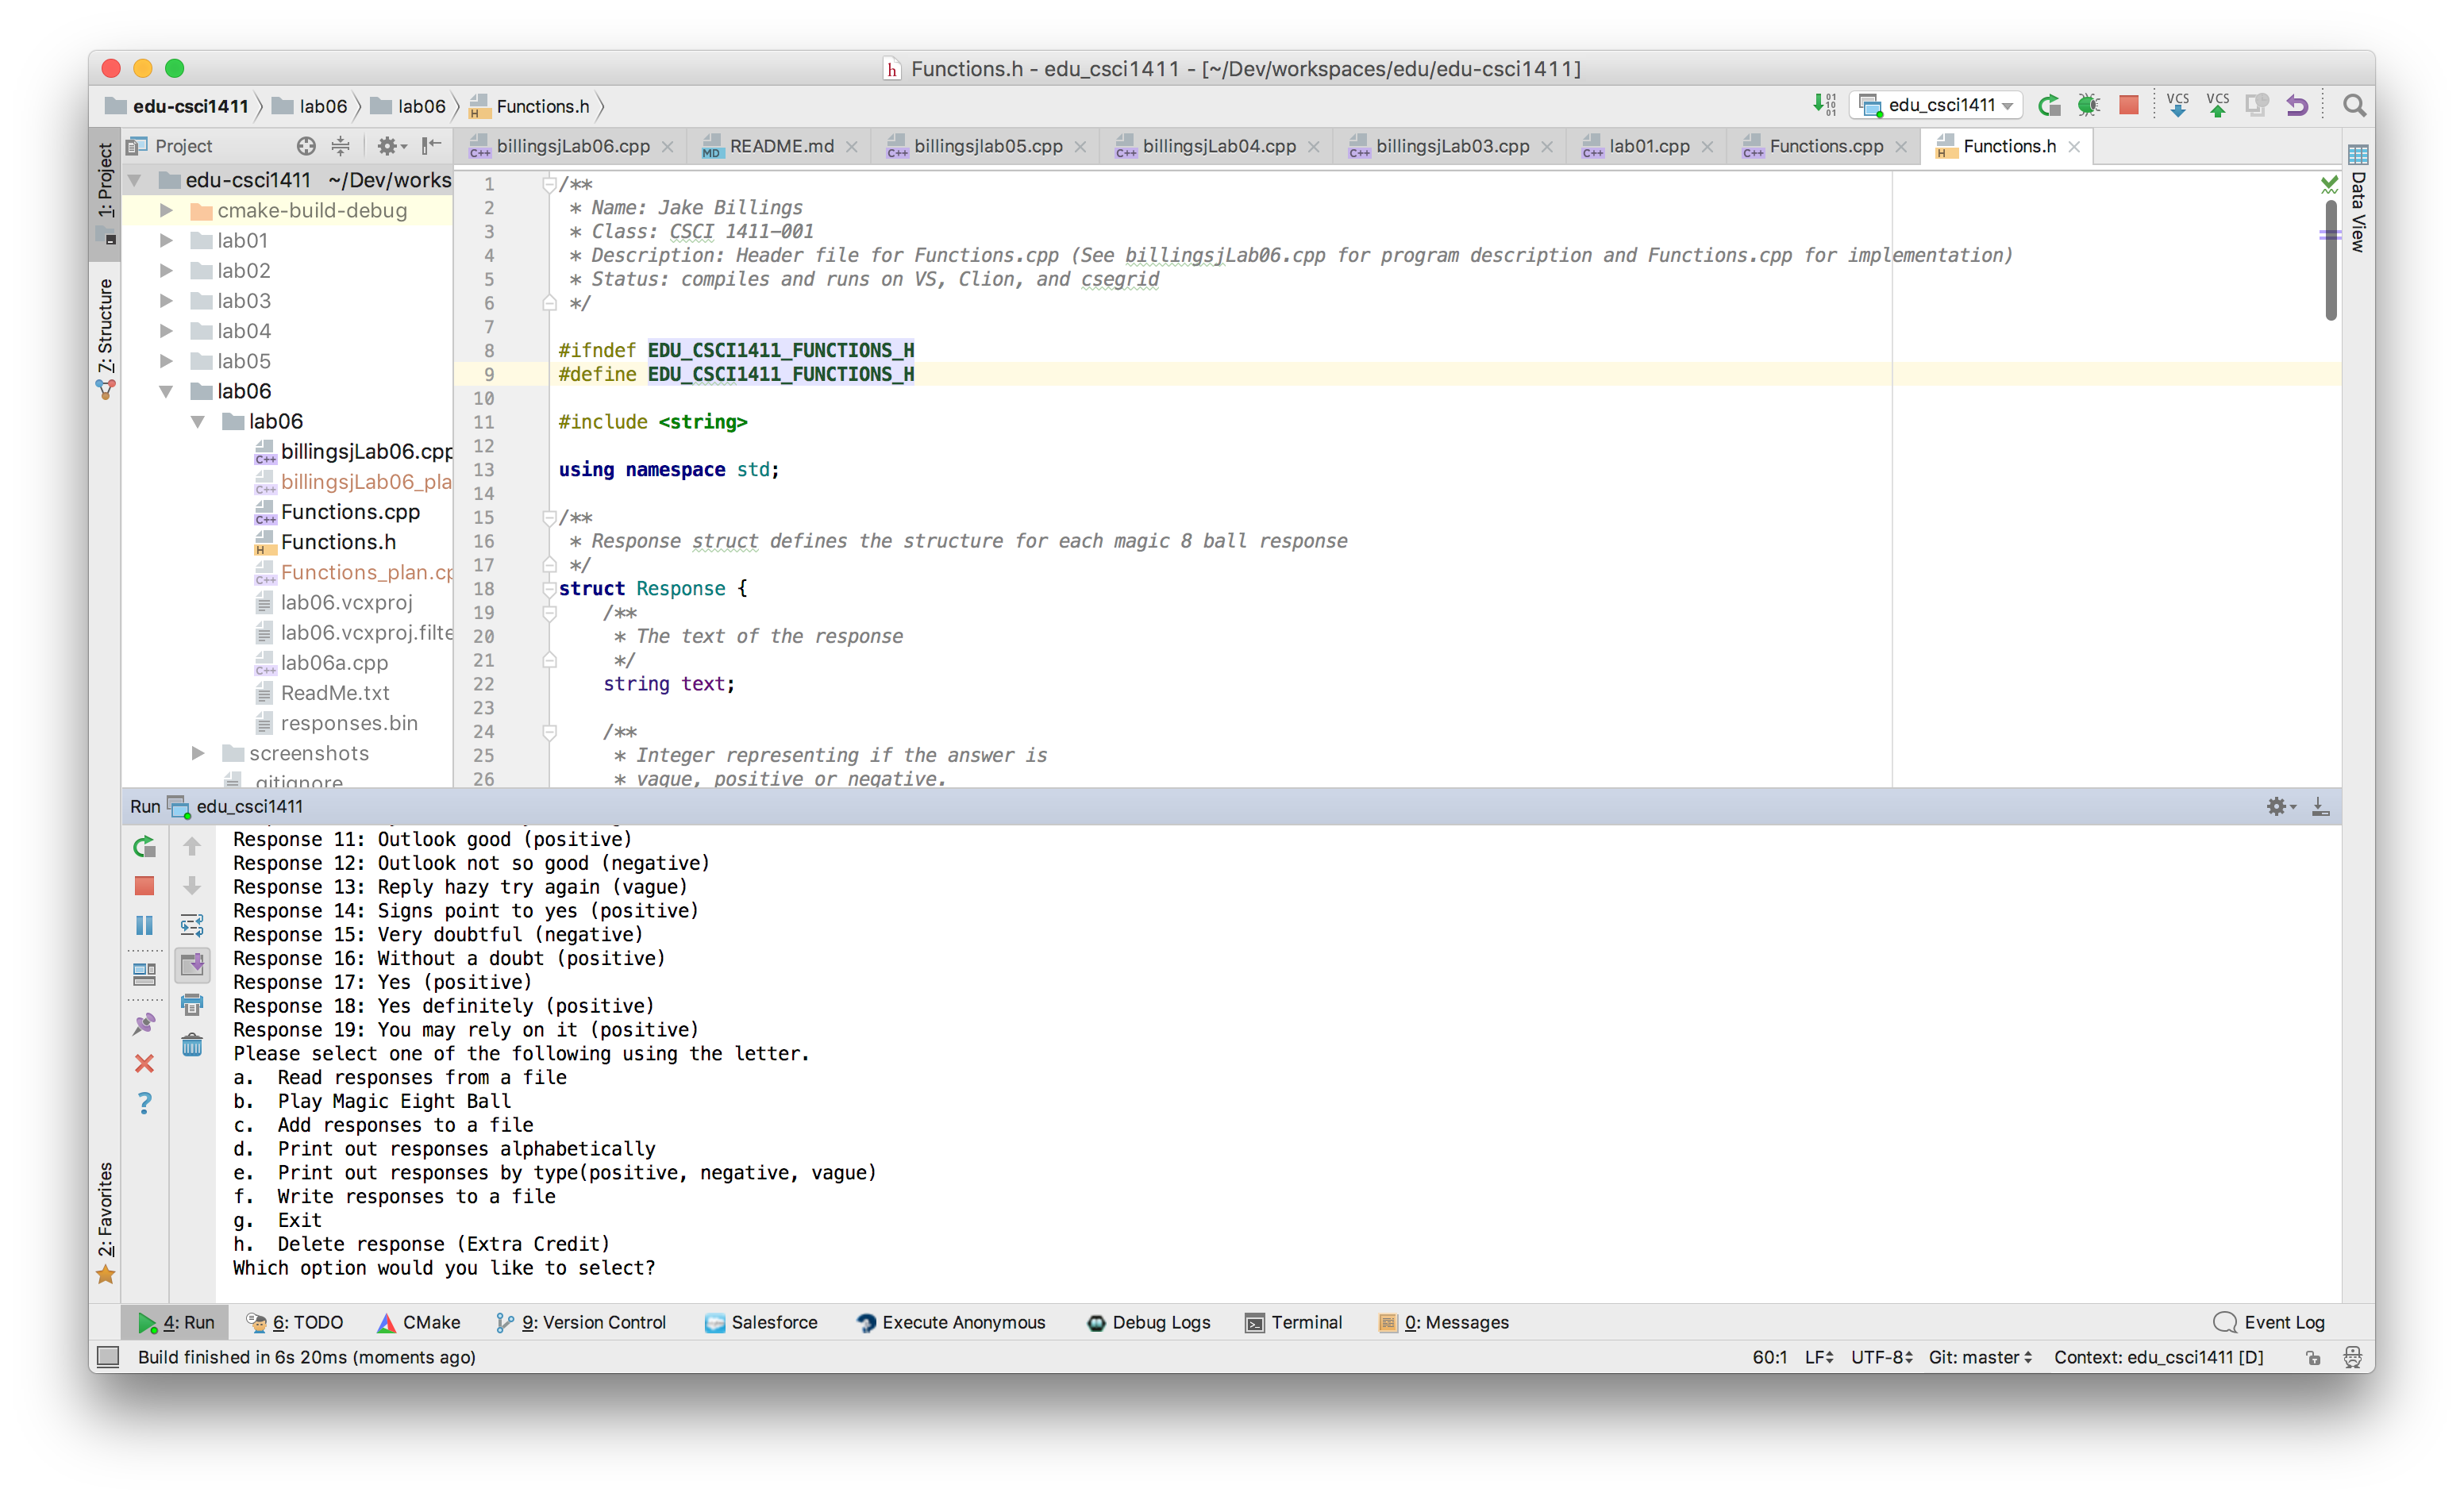 Functions.h - edu_csci1411 - [~/Dev/workspaces/edu/edu-csci1411]
edu-csci1411 lab06 lab06 Functions.h
edu_csci1411 VCS VCS
Project
billingsjLab06.cpp README.md billingsjlab05.cpp billingsjLab04.cpp billingsjLab03.cpp lab01.cpp Functions.cpp Functions.h
1: Project
7: Structure
2: Favorites
Data View
edu-csci1411 ~/Dev/works
cmake-build-debug
lab01
lab02
lab03
lab04
lab05
lab06
lab06
billingsjLab06.cpp
billingsjLab06_pla
Functions.cpp
Functions.h
Functions_plan.cp
lab06.vcxproj
lab06.vcxproj.filte
lab06a.cpp
ReadMe.txt
responses.bin
screenshots
.gitignore
1 /**
2 * Name: Jake Billings
3 * Class: CSCI 1411-001
4 * Description: Header file for Functions.cpp (See billingsjLab06.cpp for program description and Functions.cpp for implementation)
5 * Status: compiles and runs on VS, Clion, and csegrid
6 */
7
8 #ifndef EDU_CSCI1411_FUNCTIONS_H
9 #define EDU_CSCI1411_FUNCTIONS_H
10
11 #include <string>
12
13 using namespace std;
14
15 /**
16 * Response struct defines the structure for each magic 8 ball response
17 */
18 struct Response {
19 /**
20 * The text of the response
21 */
22 string text;
23
24 /**
25 * Integer representing if the answer is
26 * vague, positive or negative.
Run edu_csci1411
Response 11: Outlook good (positive)
Response 12: Outlook not so good (negative)
Response 13: Reply hazy try again (vague)
Response 14: Signs point to yes (positive)
Response 15: Very doubtful (negative)
Response 16: Without a doubt (positive)
Response 17: Yes (positive)
Response 18: Yes definitely (positive)
Response 19: You may rely on it (positive)
Please select one of the following using the letter.
a. Read responses from a file
b. Play Magic Eight Ball
c. Add responses to a file
d. Print out responses alphabetically
e. Print out responses by type(positive, negative, vague)
f. Write responses to a file
g. Exit
h. Delete response (Extra Credit)
Which option would you like to select?
4: Run 6: TODO CMake 9: Version Control Salesforce Execute Anonymous Debug Logs Terminal 0: Messages Event Log
Build finished in 6s 20ms (moments ago) 60:1 LF UTF-8 Git: master Context: edu_csci1411 [D]